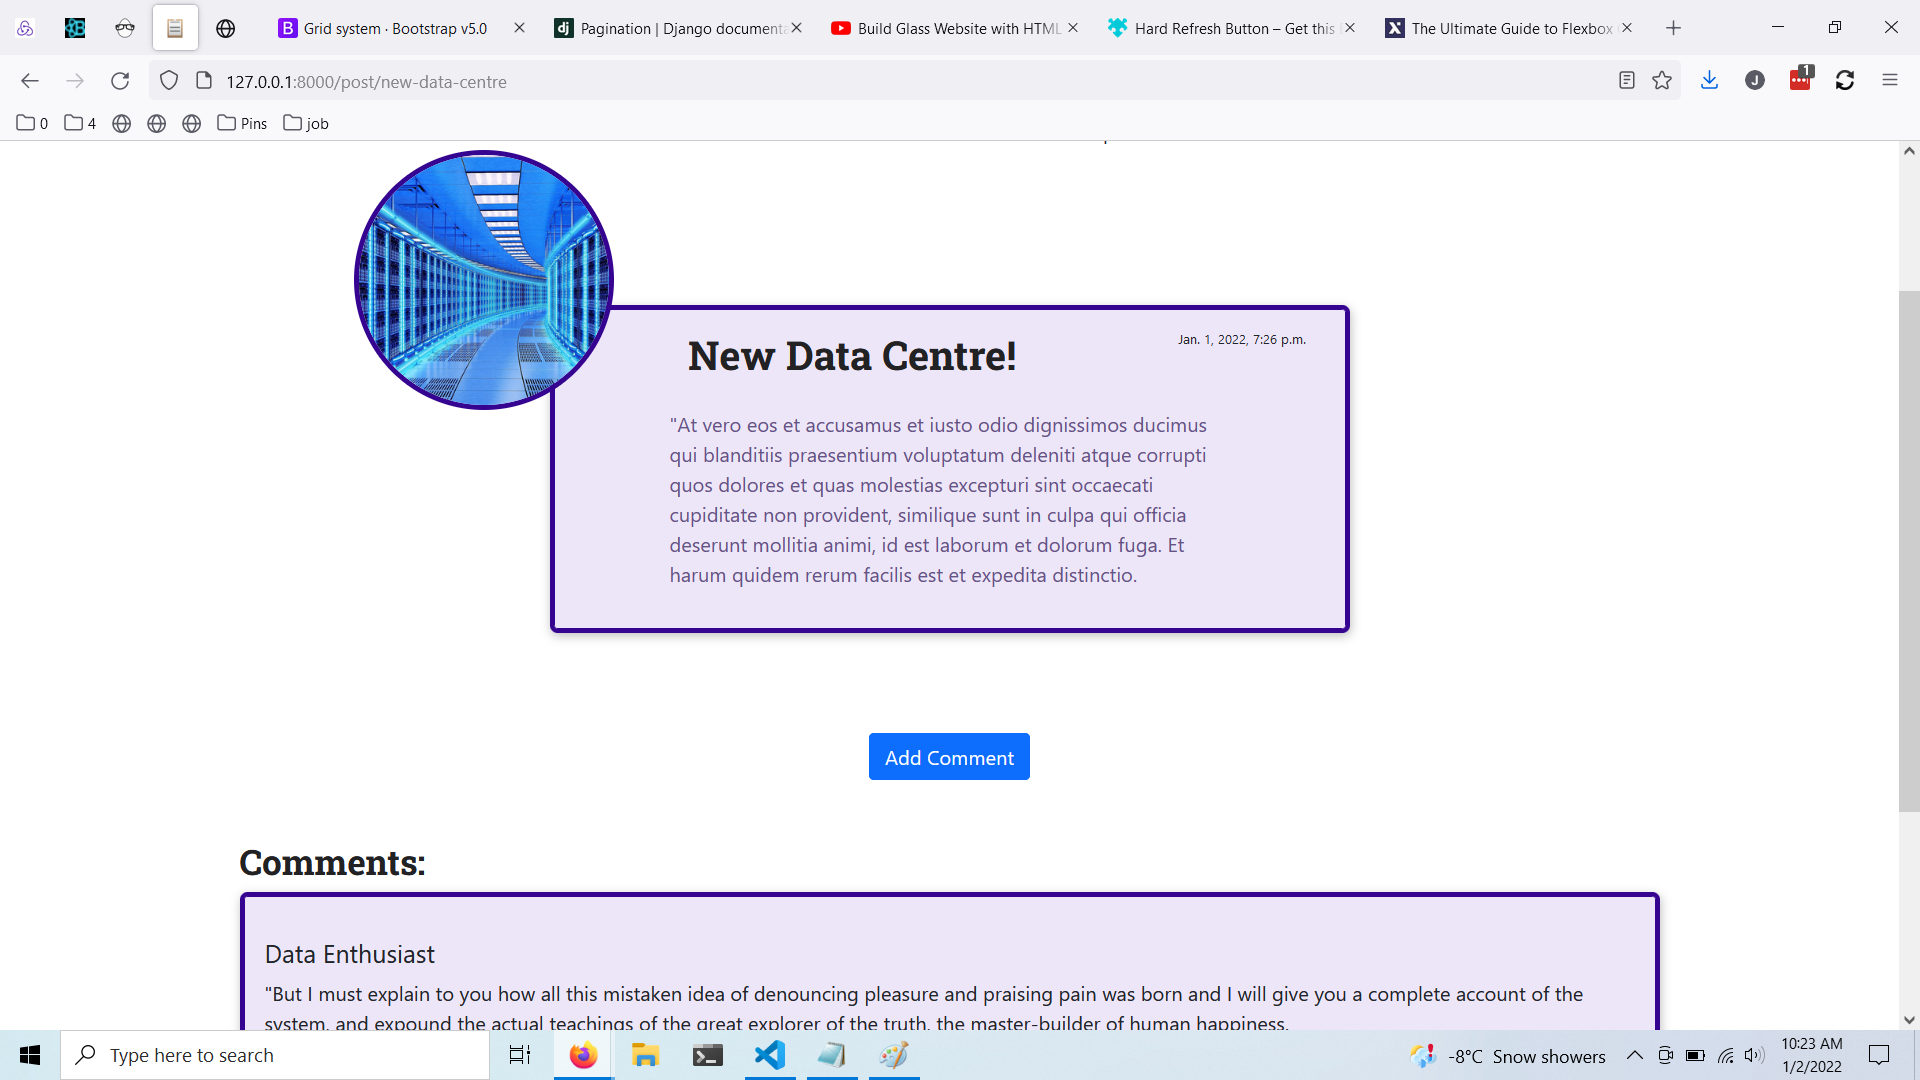 Grid system · Bootstrap v5.0
Pagination | Django documenta
Build Glass Website with HTML
Hard Refresh Button – Get this
The Ultimate Guide to Flexbox
127.0.0.1:8000/post/new-data-centre
J
1
0
4
Pins
job
New Data Centre!
Jan. 1, 2022, 7:26 p.m.
"At vero eos et accusamus et iusto odio dignissimos ducimus
qui blanditiis praesentium voluptatum deleniti atque corrupti
quos dolores et quas molestias excepturi sint occaecati
cupiditate non provident, similique sunt in culpa qui officia
deserunt mollitia animi, id est laborum et dolorum fuga. Et
harum quidem rerum facilis est et expedita distinctio.
Add Comment
Comments:
Data Enthusiast
"But I must explain to you how all this mistaken idea of denouncing pleasure and praising pain was born and I will give you a complete account of the
system, and expound the actual teachings of the great explorer of the truth, the master-builder of human happiness.
Type here to search
-8°C Snow showers
10:23 AM
1/2/2022